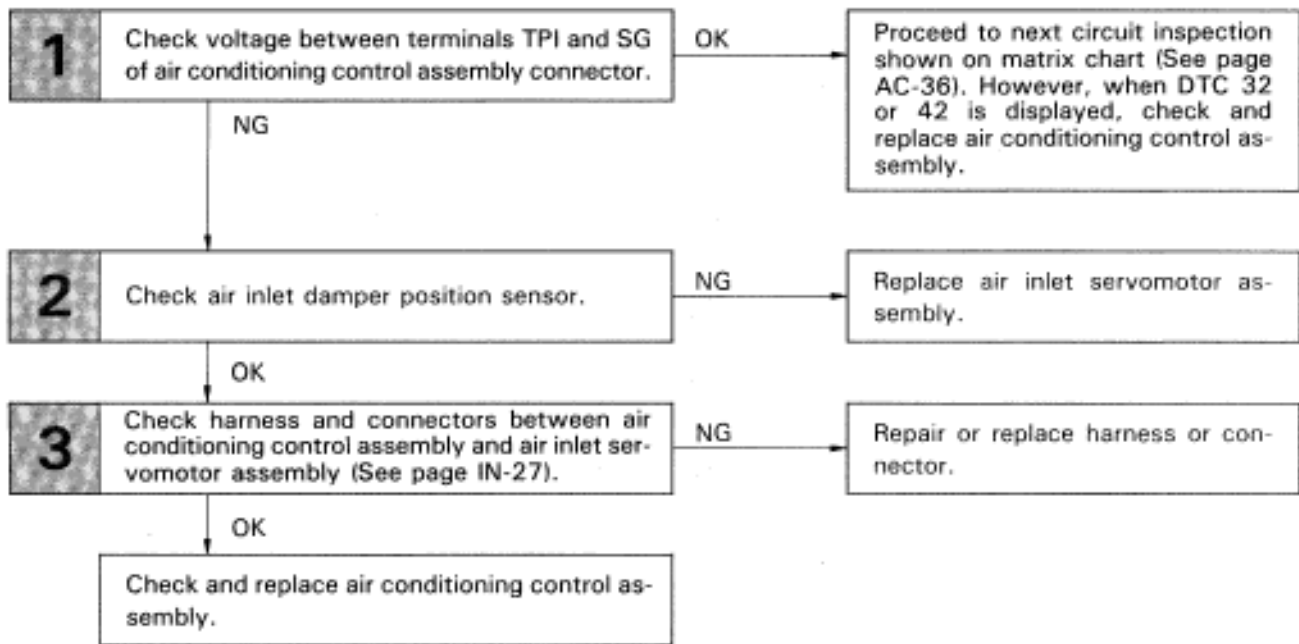 1
Check voltage between terminals TPI and SG
of air conditioning control assembly connector.
OK
Proceed to next circuit inspection
shown on matrix chart (See page
AC-36). However, when DTC 32
or 42 is displayed, check and
replace air conditioning control as-
sembly.
NG
2
Check air inlet damper position sensor.
NG
Replace air inlet servomotor as-
sembly.
OK
3
Check harness and connectors between air
conditioning control assembly and air inlet ser-
vomotor assembly (See page IN-27).
NG
Repair or replace harness or con-
nector.
OK
Check and replace air conditioning control as-
sembly.